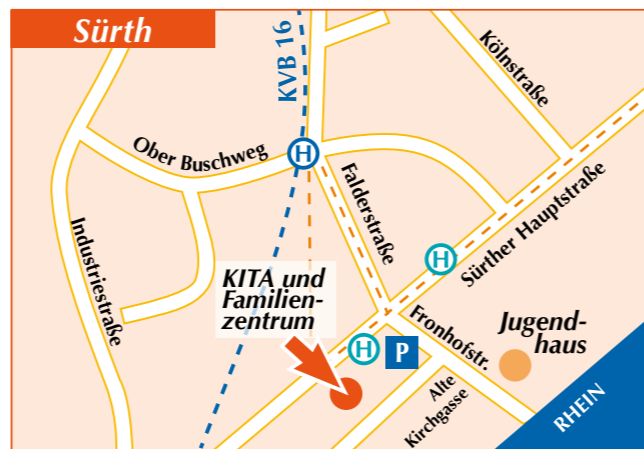 Sürth
KVB 16
Kölnstraße
Ober Buschweg
H
Falderstraße
Industriestraße
Sürther Hauptstraße
H
KITA und
Familien-
zentrum
H
P
Fronhofstr.
Jugend-
haus
Alte
Kirchgasse
RHEIN